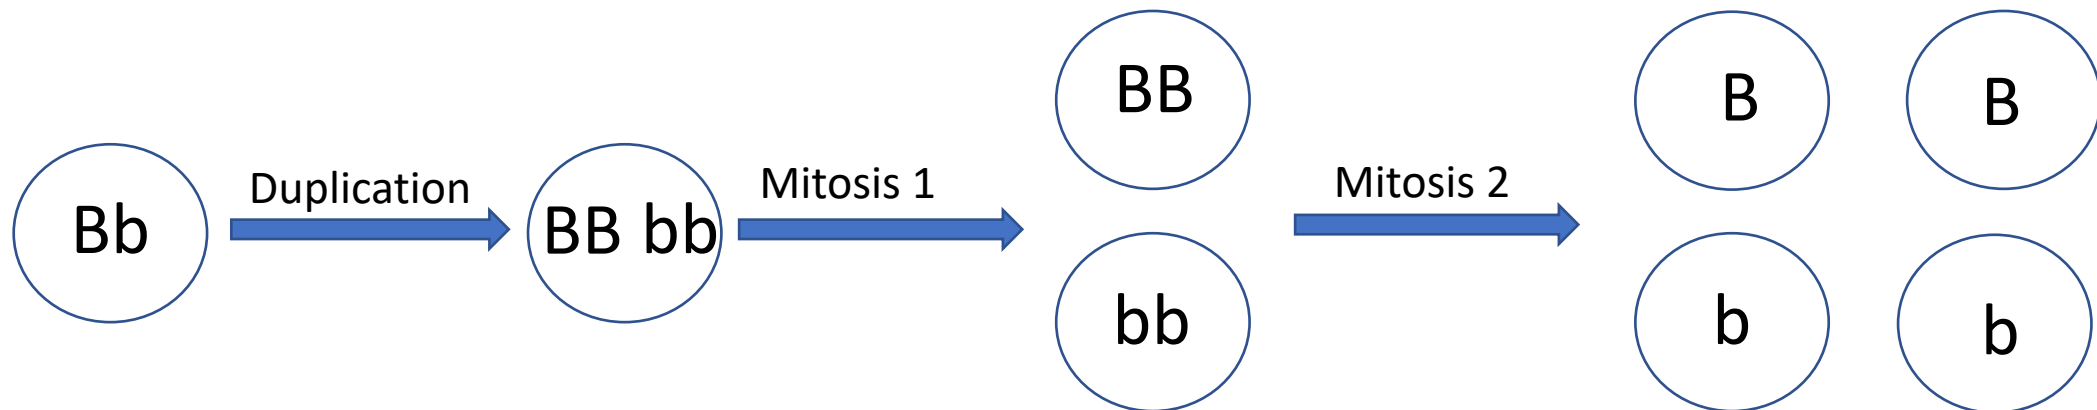 Bb
Duplication
BB bb
Mitosis 1
BB
bb
Mitosis 2
B
B
b
b